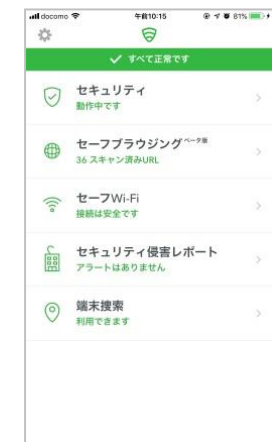 docomo 午前10:15 81%
すべて正常です
セキュリティ
動作中です
セーフブラウジング ベータ版
36 スキャン済みURL
セーフWi-Fi
接続は安全です
セキュリティ侵害レポート
アラートはありません
端末捜索
利用できます